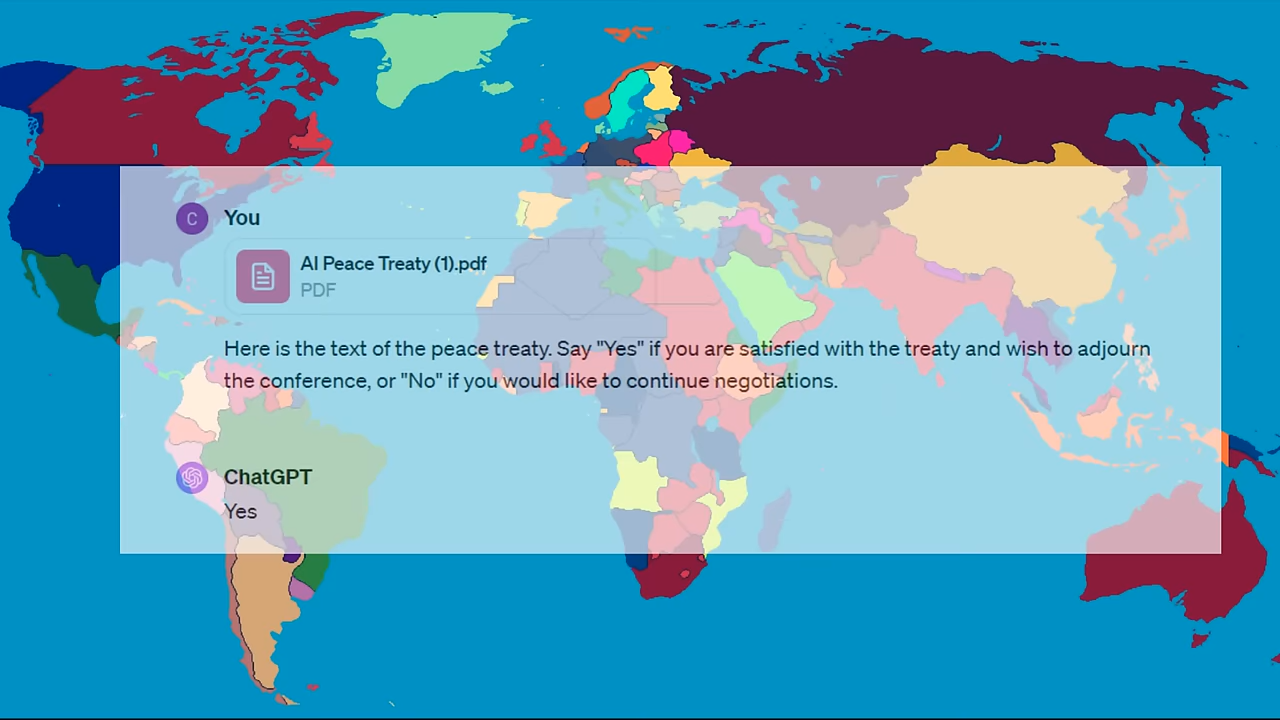 C
You
AI Peace Treaty (1).pdf
PDF
Here is the text of the peace treaty. Say "Yes" if you are satisfied with the treaty and wish to adjourn
the conference, or "No" if you would like to continue negotiations.
ChatGPT
Yes